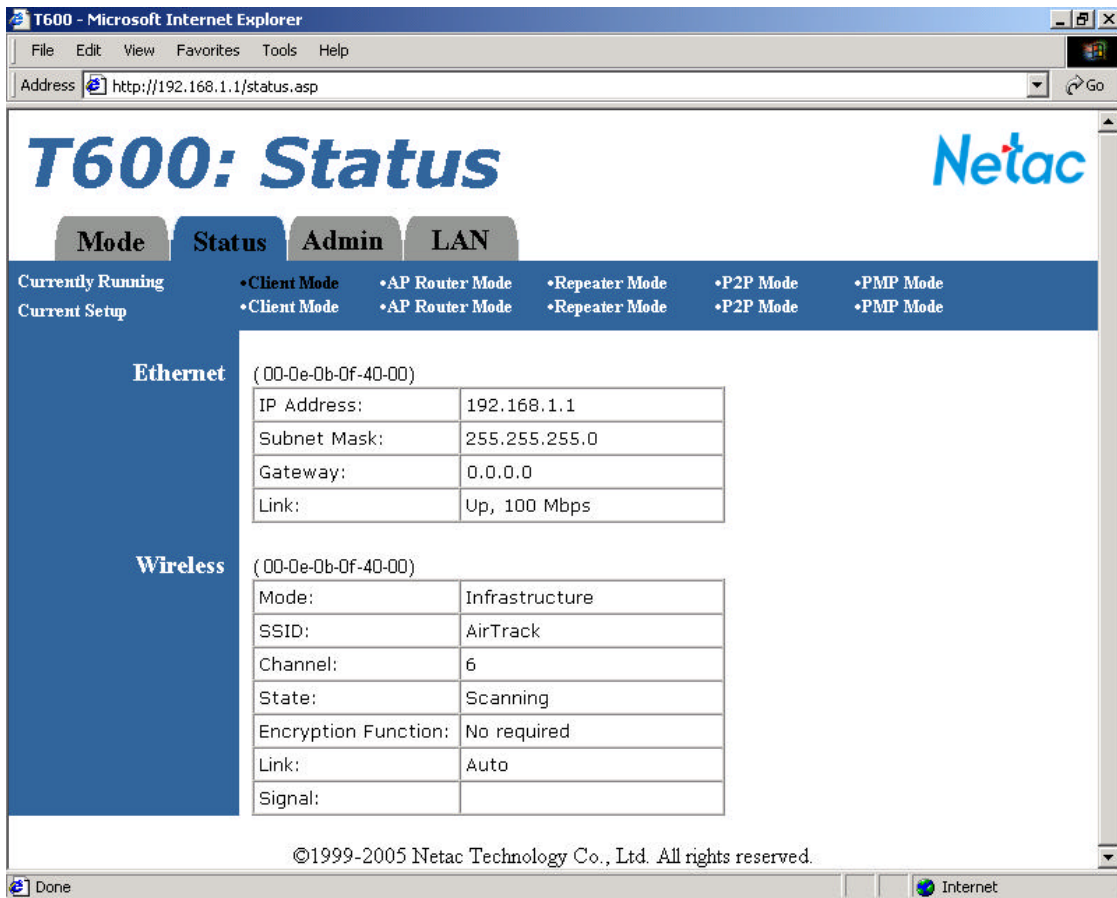 T600 - Microsoft Internet Explorer
File Edit View Favorites Tools Help
Address http://192.168.1.1/status.asp Go
T600: Status
Netac
Mode Status Admin LAN
Currently Running •Client Mode •AP Router Mode •Repeater Mode •P2P Mode •PMP Mode
Current Setup •Client Mode •AP Router Mode •Repeater Mode •P2P Mode •PMP Mode
Ethernet (00-0e-0b-0f-40-00)
IP Address: 192.168.1.1
Subnet Mask: 255.255.255.0
Gateway: 0.0.0.0
Link: Up, 100 Mbps
Wireless (00-0e-0b-0f-40-00)
Mode: Infrastructure
SSID: AirTrack
Channel: 6
State: Scanning
Encryption Function: No required
Link: Auto
Signal:
©1999-2005 Netac Technology Co., Ltd. All rights reserved.
Done Internet